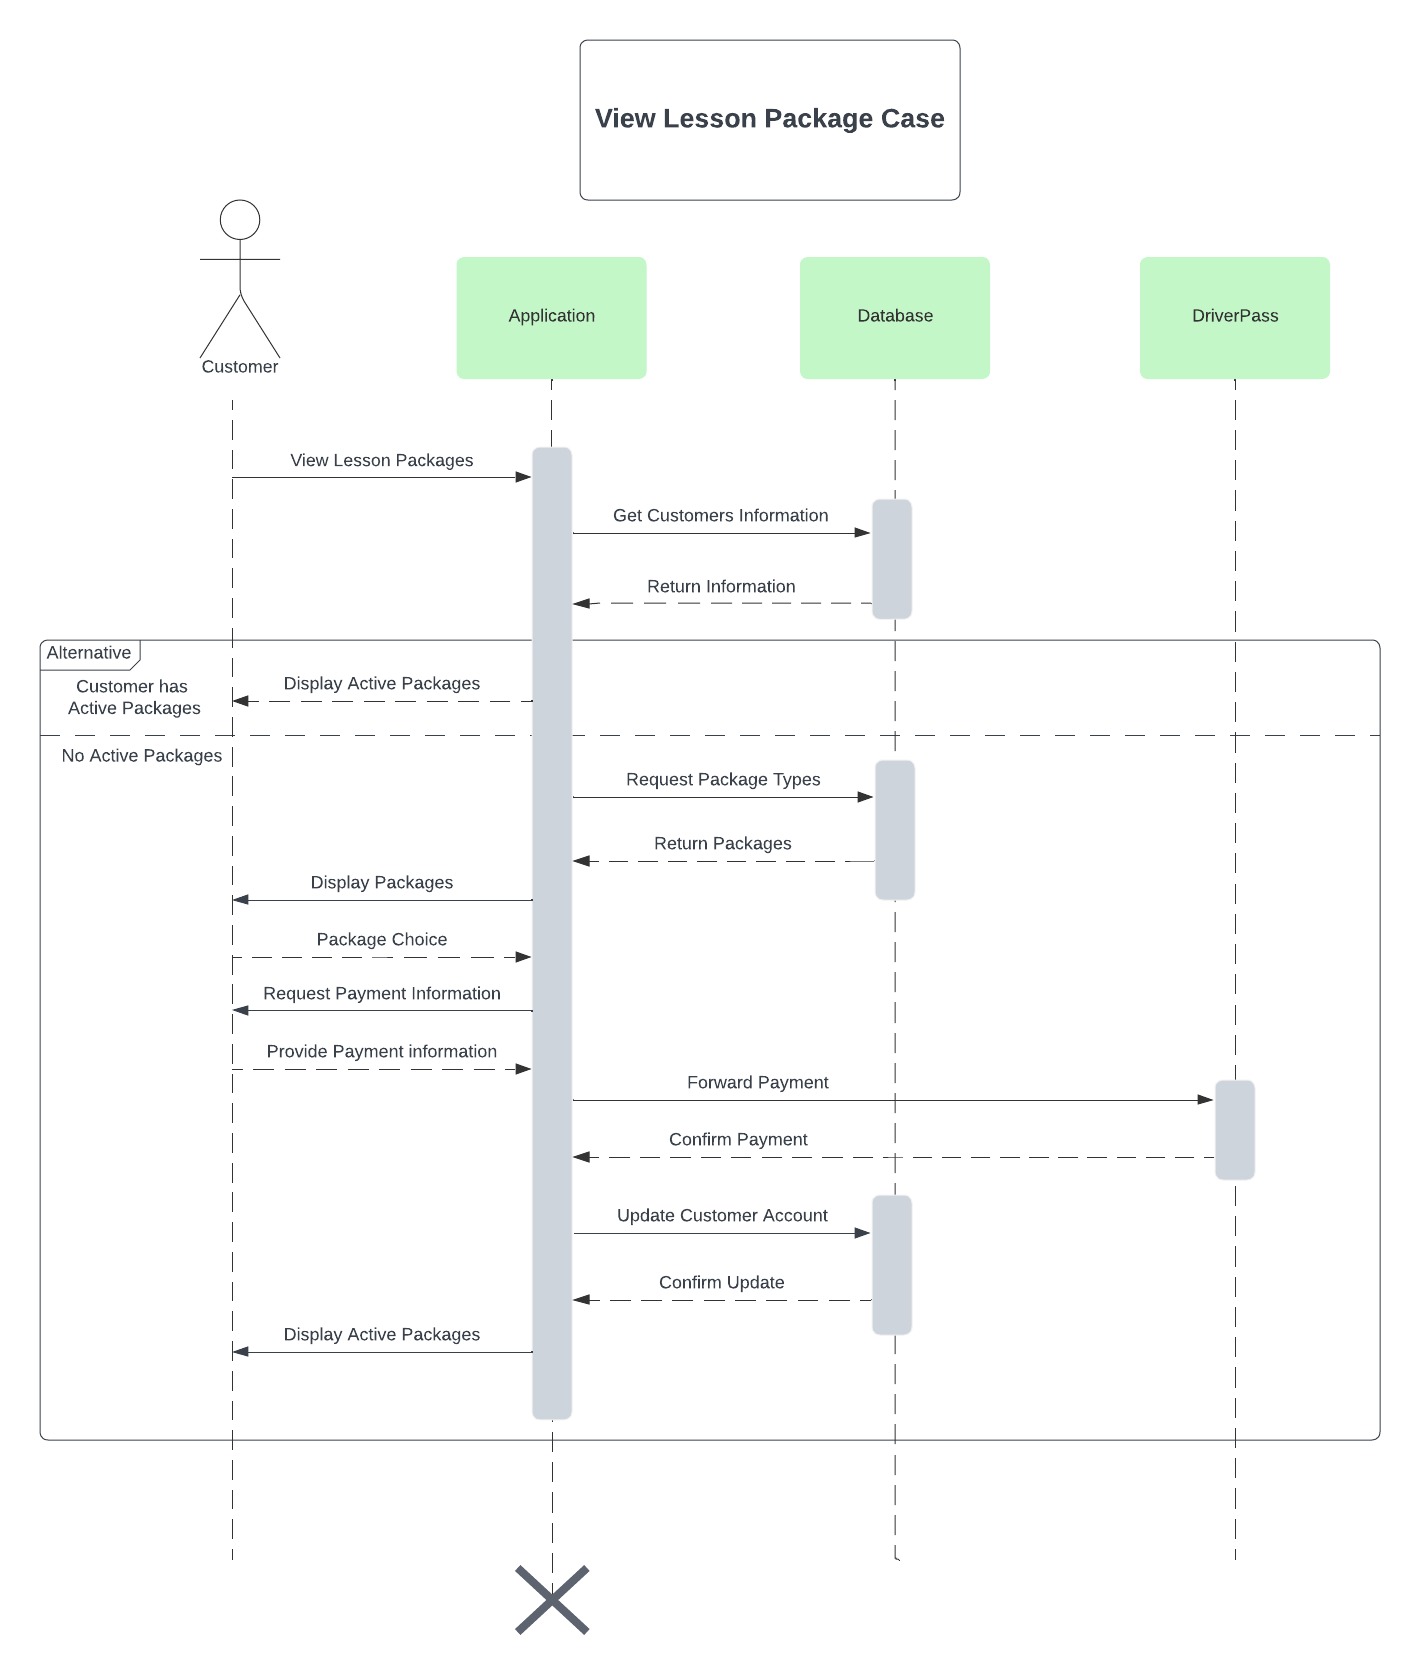 View Lesson Package Case
Customer
Application
Database
DriverPass
View Lesson Packages
Get Customers Information
Return Information
Alternative
Customer has
Active Packages
Display Active Packages
No Active Packages
Request Package Types
Return Packages
Display Packages
Package Choice
Request Payment Information
Provide Payment information
Forward Payment
Confirm Payment
Update Customer Account
Confirm Update
Display Active Packages